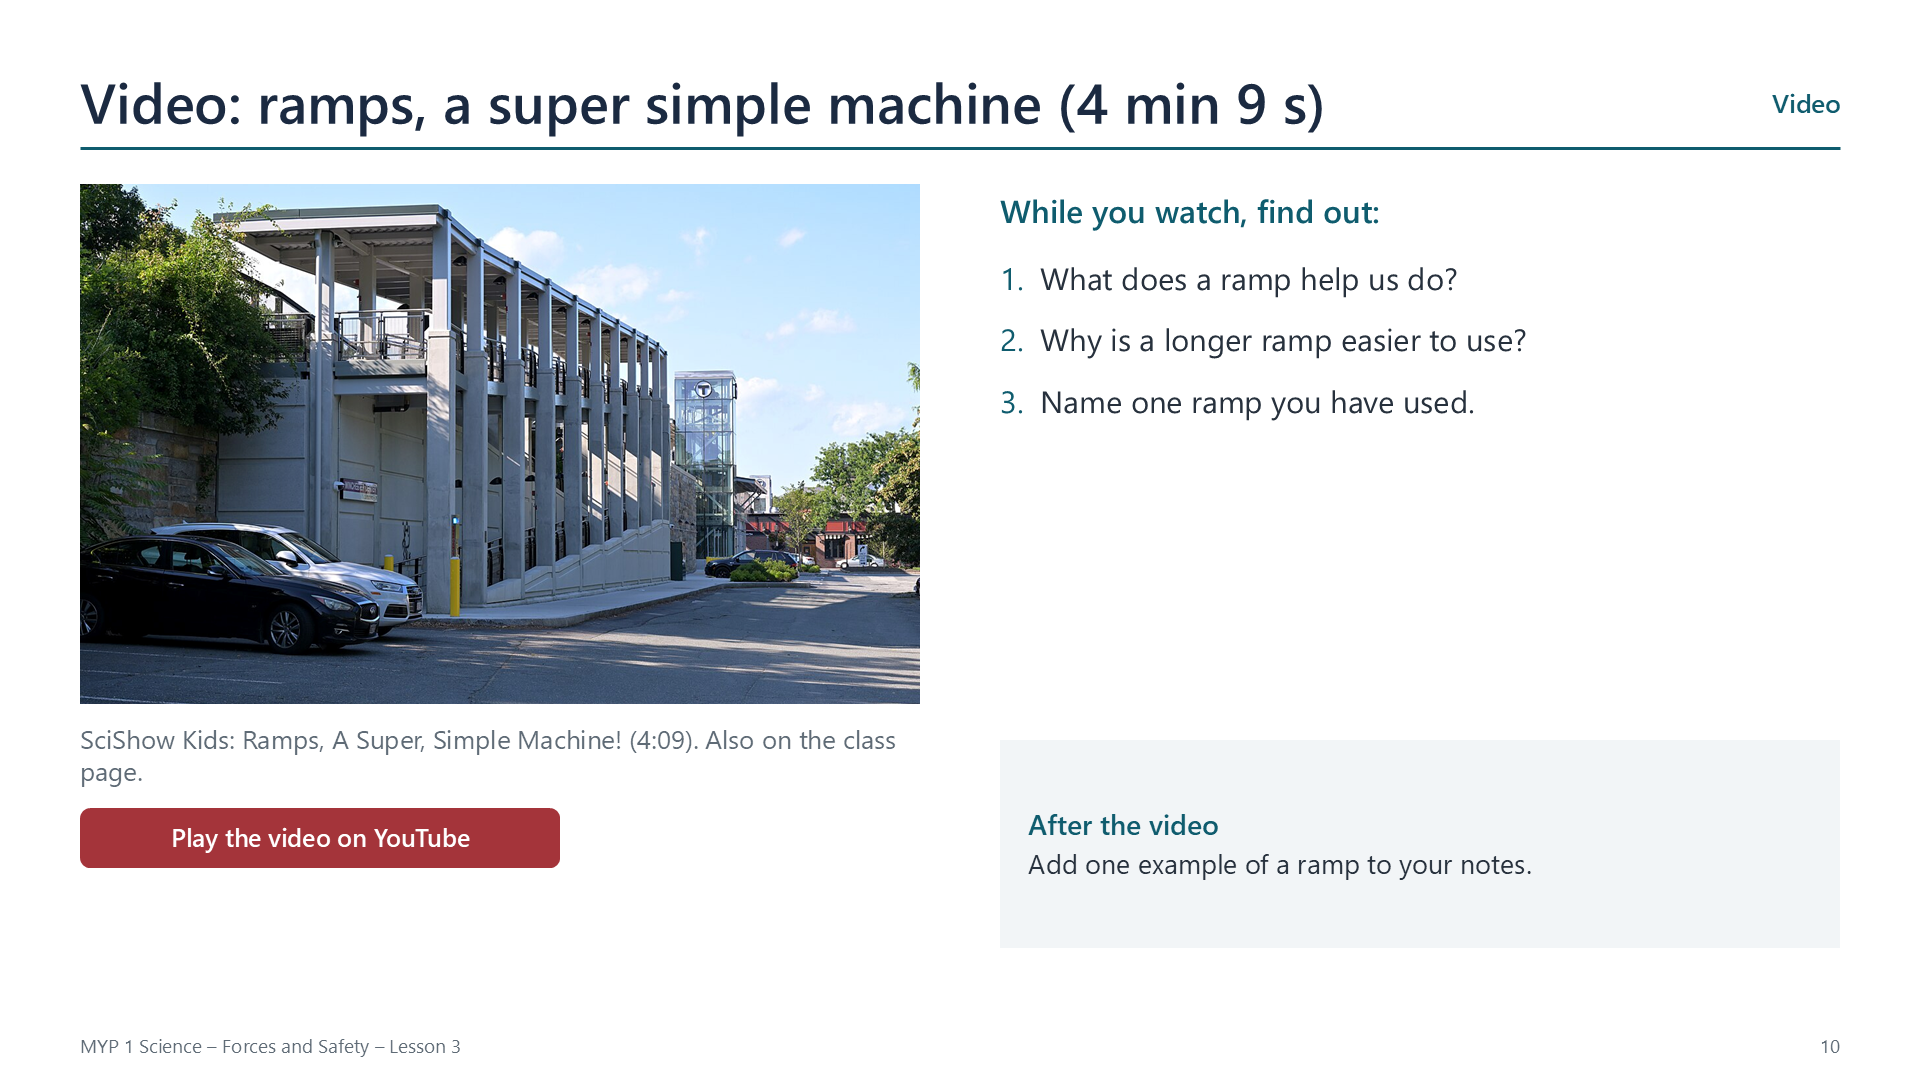 Video: ramps, a super simple machine (4 min 9 s)
Video
T
SciShow Kids: Ramps, A Super, Simple Machine! (4:09). Also on the class
page.
Play the video on YouTube
While you watch, find out:
1. What does a ramp help us do?
2. Why is a longer ramp easier to use?
3. Name one ramp you have used.
After the video
Add one example of a ramp to your notes.
MYP 1 Science – Forces and Safety – Lesson 3
10